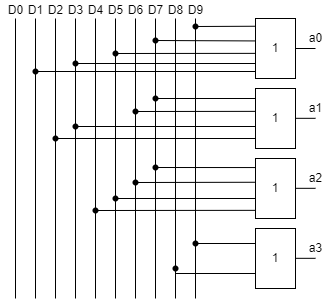 D0 D1 D2 D3 D4 D5 D6 D7 D8 D9
1 a0
1 a1
1 a2
1 a3